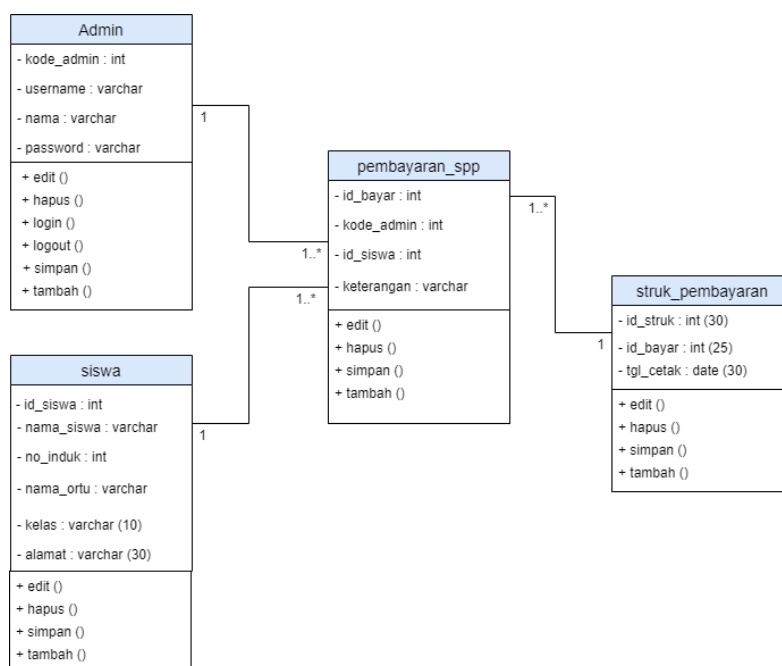 Admin
- kode_admin : int
- username : varchar
- nama : varchar
- password : varchar
+ edit ()
+ hapus ()
+ login ()
+ logout ()
+ simpan ()
+ tambah ()
1
1..*
pembayaran_spp
- id_bayar : int
- kode_admin : int
- id_siswa : int
- keterangan : varchar
+ edit ()
+ hapus ()
+ simpan ()
+ tambah ()
1..*
1..*
1
struk_pembayaran
- id_struk : int (30)
- id_bayar : int (25)
- tgl_cetak : date (30)
+ edit ()
+ hapus ()
+ simpan ()
+ tambah ()
siswa
- id_siswa : int
- nama_siswa : varchar
- no_induk : int
- nama_ortu : varchar
- kelas : varchar (10)
- alamat : varchar (30)
+ edit ()
+ hapus ()
+ simpan ()
+ tambah ()
1